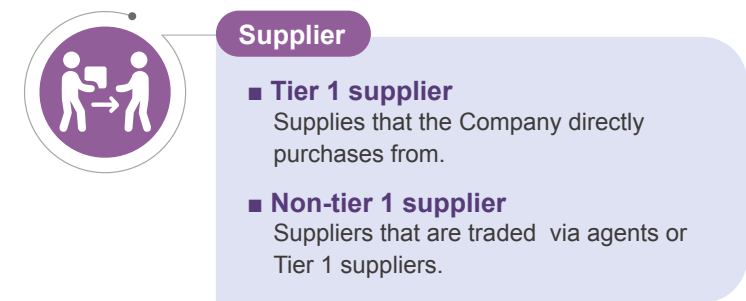 Supplier
■ Tier 1 supplier
Supplies that the Company directly
purchases from.
■ Non-tier 1 supplier
Suppliers that are traded  via agents or
Tier 1 suppliers.